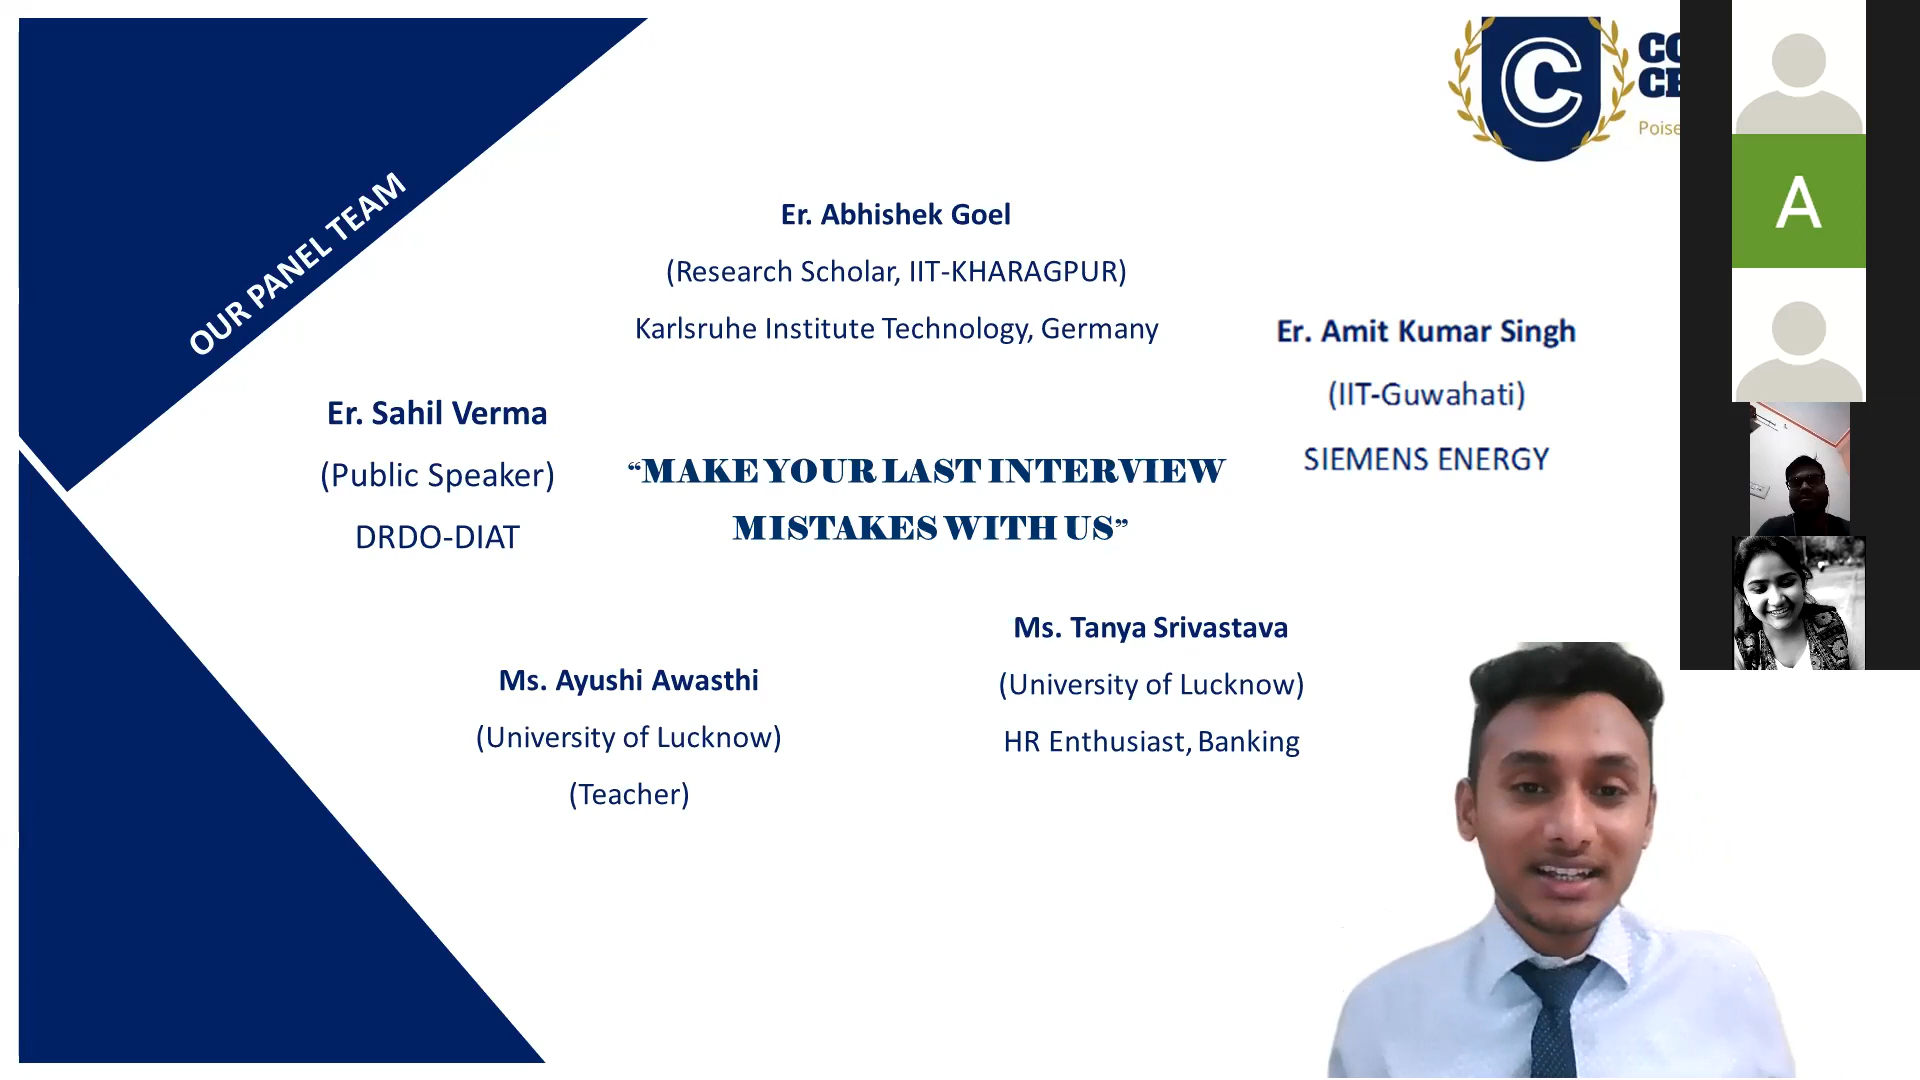 OUR PANEL TEAM
C
Poise
Er. Abhishek Goel
(Research Scholar, IIT-KHARAGPUR)
Karlsruhe Institute Technology, Germany
Er. Amit Kumar Singh
(IIT-Guwahati)
SIEMENS ENERGY
Er. Sahil Verma
(Public Speaker)
DRDO-DIAT
“MAKE YOUR LAST INTERVIEW
MISTAKES WITH US”
Ms. Tanya Srivastava
(University of Lucknow)
HR Enthusiast, Banking
Ms. Ayushi Awasthi
(University of Lucknow)
(Teacher)
A